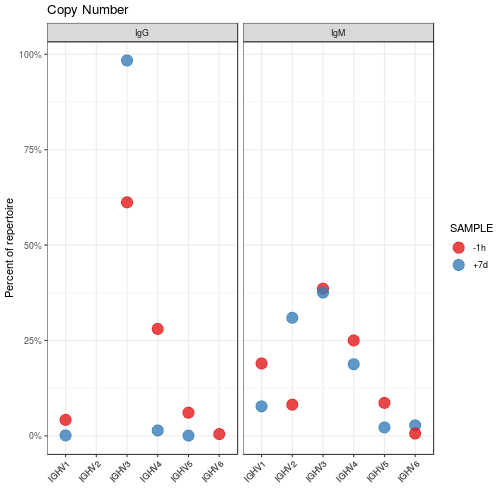 Copy Number
IgG
IgM
Percent of repertoire
100%
75%
50%
25%
0%
IGHV1
IGHV2
IGHV3
IGHV4
IGHV5
IGHV6
IGHV1
IGHV2
IGHV3
IGHV4
IGHV5
IGHV6
SAMPLE
-1h
+7d